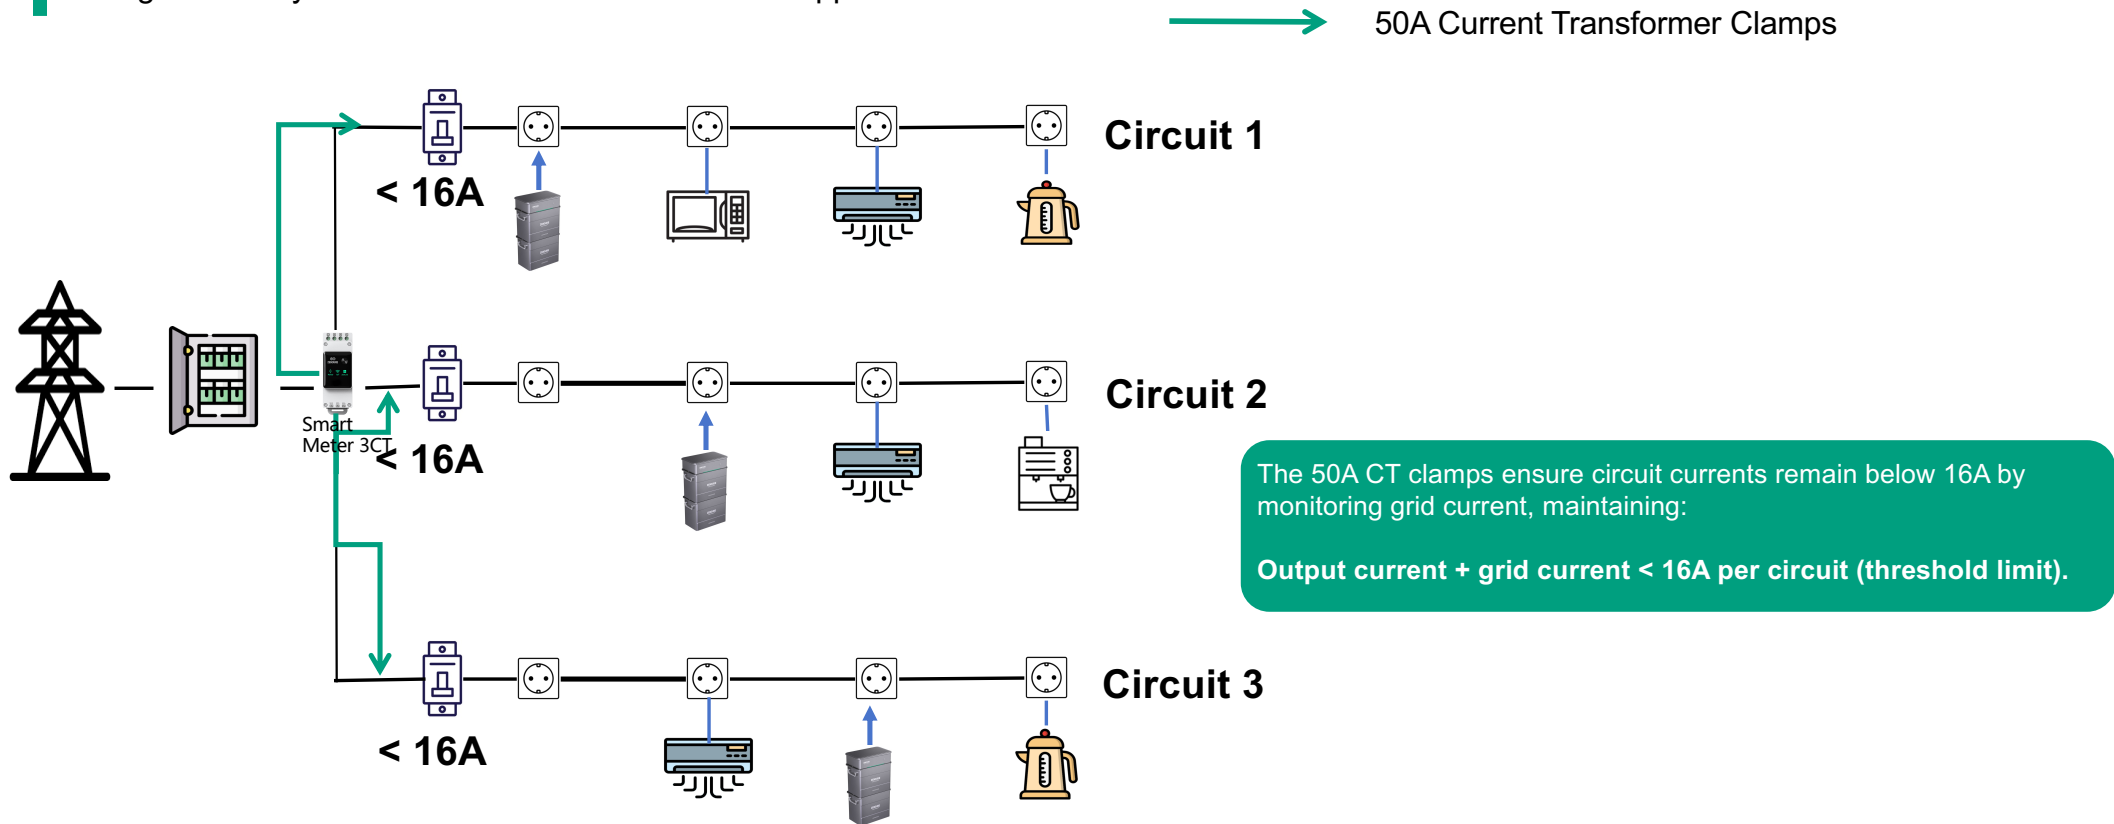 50A Current Transformer Clamps
Circuit 1
< 16A
Smart
Meter 3CT
Circuit 2
< 16A
The 50A CT clamps ensure circuit currents remain below 16A by
monitoring grid current, maintaining:
Output current + grid current < 16A per circuit (threshold limit).
Circuit 3
< 16A